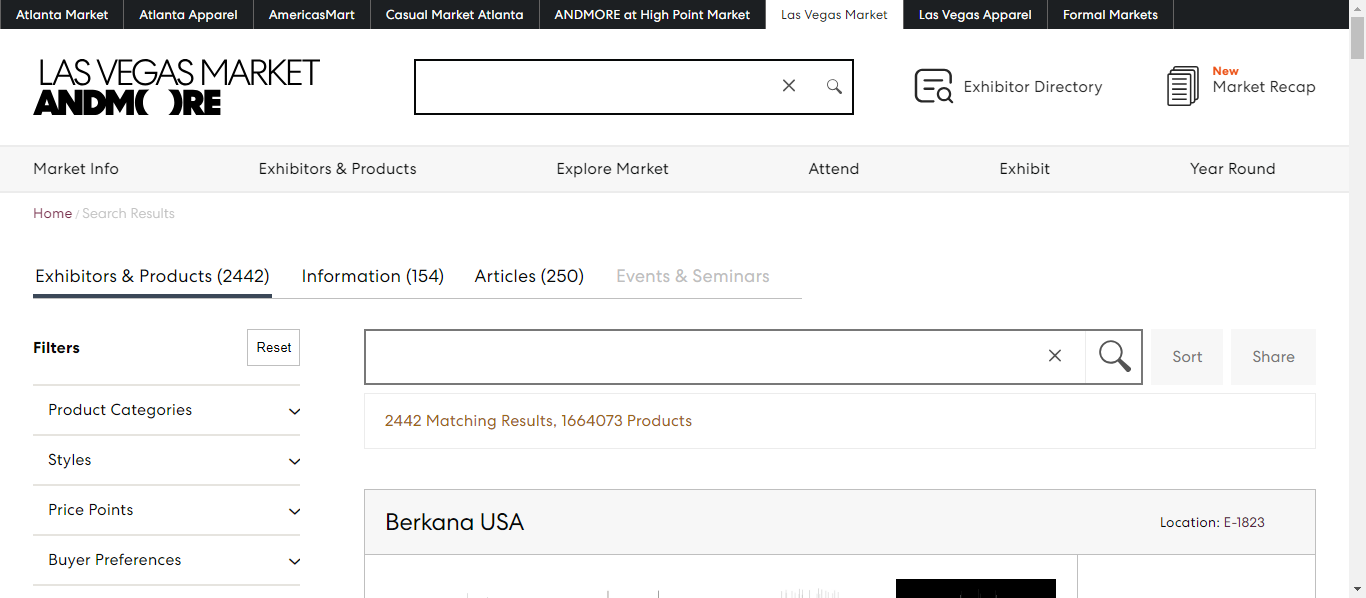 Atlanta Market
Atlanta Apparel
AmericasMart
Casual Market Atlanta
ANDMORE at High Point Market
Las Vegas Market
Las Vegas Apparel
Formal Markets
LAS VEGAS MARKET
ANDMORE
Exhibitor Directory
New
Market Recap
Market Info
Exhibitors & Products
Explore Market
Attend
Exhibit
Year Round
Home / Search Results
Exhibitors & Products (2442)
Information (154)
Articles (250)
Events & Seminars
Filters
Reset
Sort
Share
Product Categories
2442 Matching Results, 1664073 Products
Styles
Price Points
Berkana USA
Location: E-1823
Buyer Preferences